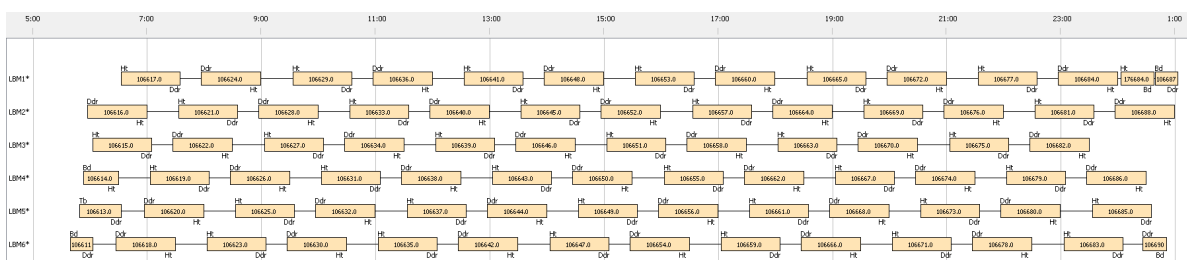 5:00 7:00 9:00 11:00 13:00 15:00 17:00 19:00 21:00 23:00 1:00
Ht Ddr Ht Ddr Ht Ddr Ht Ddr Ht Ddr Ht Ddr Ht Bd
LBM1* 106617.0 106624.0 106629.0 106636.0 106641.0 106648.0 106653.0 106660.0 106665.0 106672.0 106677.0 106684.0 176684.0 106687
Ddr Ht Ddr Ht Ddr Ht Ddr Ht Ddr Ht Ddr Ht Bd Ddr
Ddr Ht Ddr Ht Ddr Ht Ddr Ht Ddr Ht Ddr Ht Ddr
LBM2* 106616.0 106621.0 106628.0 106633.0 106640.0 106645.0 106652.0 106657.0 106664.0 106669.0 106676.0 106681.0 106688.0
Ht Ddr Ht Ddr Ht Ddr Ht Ddr Ht Ddr Ht Ddr Ht
Ht Ddr Ht Ddr Ht Ddr Ht Ddr Ht Ddr Ht Ddr
LBM3* 106615.0 106622.0 106627.0 106634.0 106639.0 106646.0 106651.0 106658.0 106663.0 106670.0 106675.0 106682.0
Ddr Ht Ddr Ht Ddr Ht Ddr Ht Ddr Ht Ddr Ht
Bd Ht Ddr Ht Ddr Ht Ddr Ht Ddr Ht Ddr Ht Ddr
LBM4* 106614.0 106619.0 106626.0 106631.0 106638.0 106643.0 106650.0 106655.0 106662.0 106667.0 106674.0 106679.0 106686.0
Ht Ddr Ht Ddr Ht Ddr Ht Ddr Ht Ddr Ht Ddr Ht
Tb Ddr Ht Ddr Ht Ddr Ht Ddr Ht Ddr Ht Ddr Ht
LBM5* 106613.0 106620.0 106625.0 106632.0 106637.0 106644.0 106649.0 106656.0 106661.0 106668.0 106673.0 106680.0 106685.0
Ddr Ht Ddr Ht Ddr Ht Ddr Ht Ddr Ht Ddr Ht Ddr
Bd Ddr Ht Ddr Ht Ddr Ht Ddr Ht Ddr Ht Ddr Ht Ddr
LBM6* 106611 106618.0 106623.0 106630.0 106635.0 106642.0 106647.0 106654.0 106659.0 106666.0 106671.0 106678.0 106683.0 106690
Ddr Ht Ddr Ht Ddr Ht Ddr Ht Ddr Ht Ddr Ht Ddr Bd